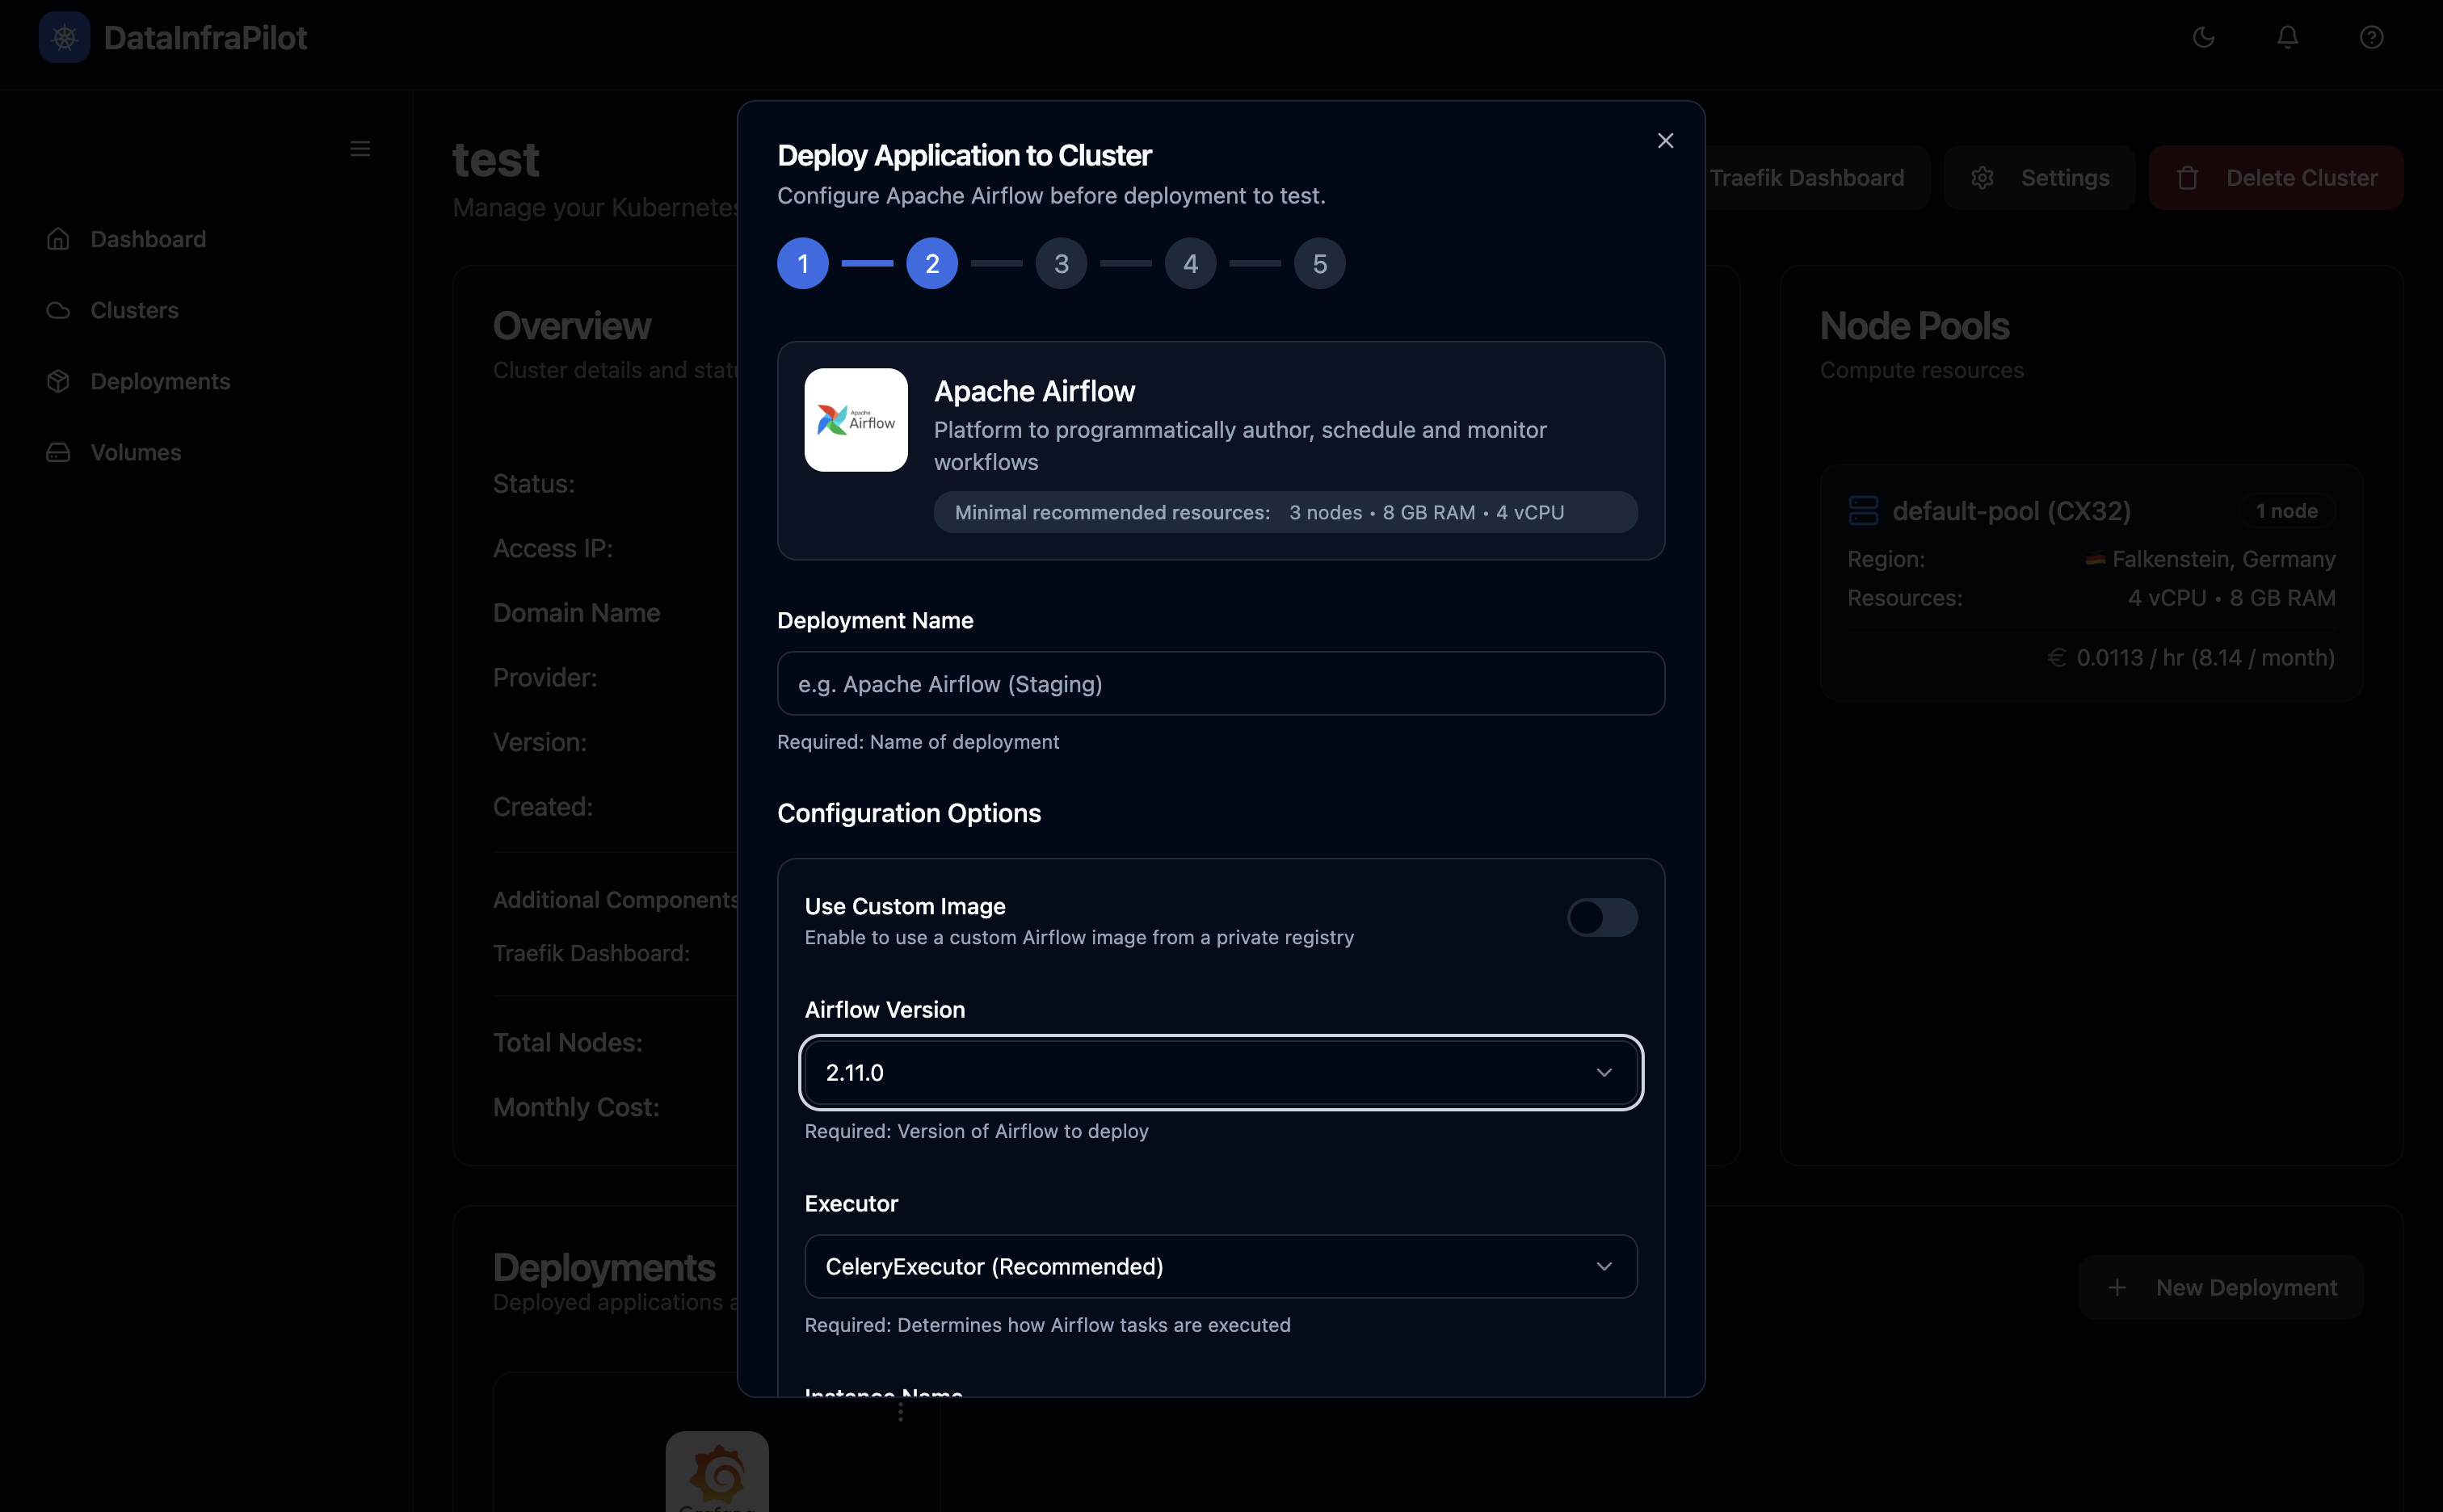 DataInfraPilot
Dashboard
Clusters
Deployments
Volumes
test
Manage your Kubernetes
Traefik Dashboard
Settings
Delete Cluster
Overview
Cluster details and statu
Status:
Access IP:
Domain Name
Provider:
Version:
Created:
Additional Components
Traefik Dashboard:
Total Nodes:
Monthly Cost:
Node Pools
Compute resources
default-pool (CX32)
1 node
Region:
Falkenstein, Germany
Resources:
4 vCPU • 8 GB RAM
€ 0.0113 / hr (8.14 / month)
Deployments
Deployed applications a
New Deployment
Grafana
Deploy Application to Cluster
Configure Apache Airflow before deployment to test.
1
2
3
4
5
Apache
Airflow
Apache Airflow
Platform to programmatically author, schedule and monitor
workflows
Minimal recommended resources: 3 nodes • 8 GB RAM • 4 vCPU
Deployment Name
e.g. Apache Airflow (Staging)
Required: Name of deployment
Configuration Options
Use Custom Image
Enable to use a custom Airflow image from a private registry
Airflow Version
2.11.0
Required: Version of Airflow to deploy
Executor
CeleryExecutor (Recommended)
Required: Determines how Airflow tasks are executed
Instance Name